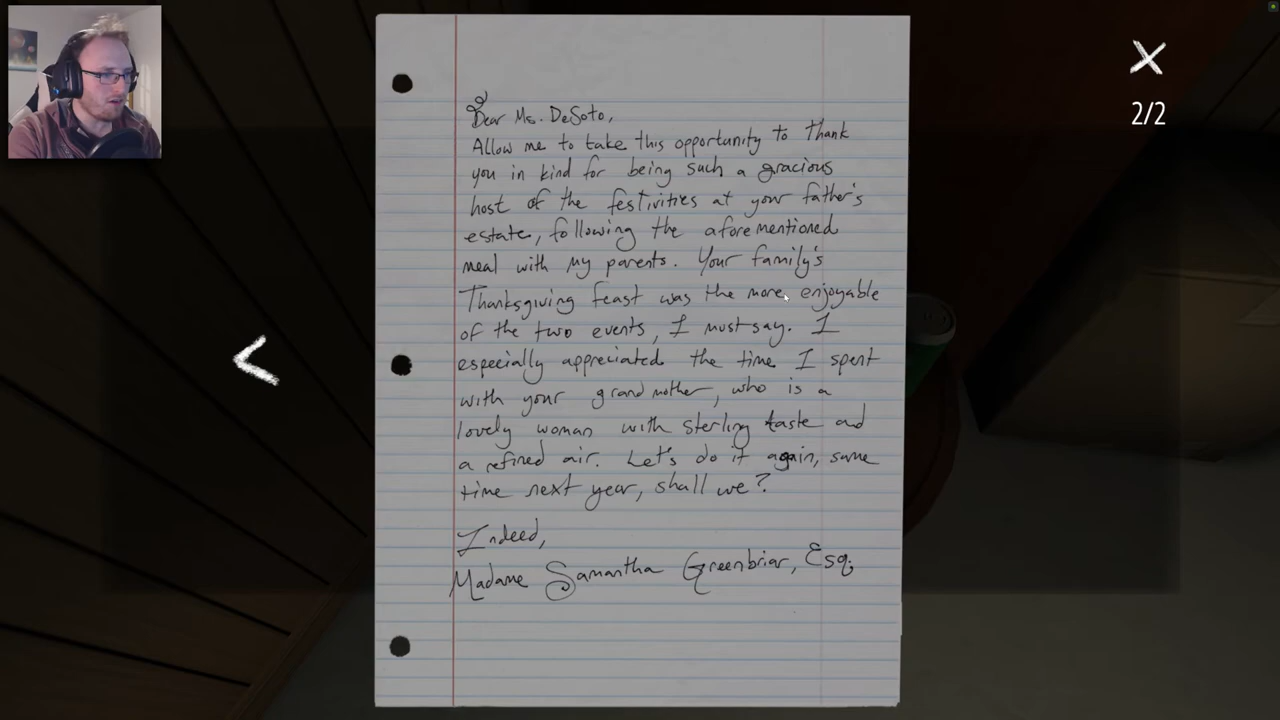 2/2
Dear Ms. DeSoto,
Allow me to take this opportunity to thank
you in kind for being such a gracious
host of the festivities at your father's
estate, following the aforementioned
meal with my parents. Your family's
Thanksgiving feast was the more enjoyable
of the two events, I must say. I
especially appreciated the time I spent
with your grandmother, who is a
lovely woman with sterling taste and
a refined air. Let's do it again, same
time next year, shall we?
Indeed,
Madame Samantha Greenbriar, Esq.